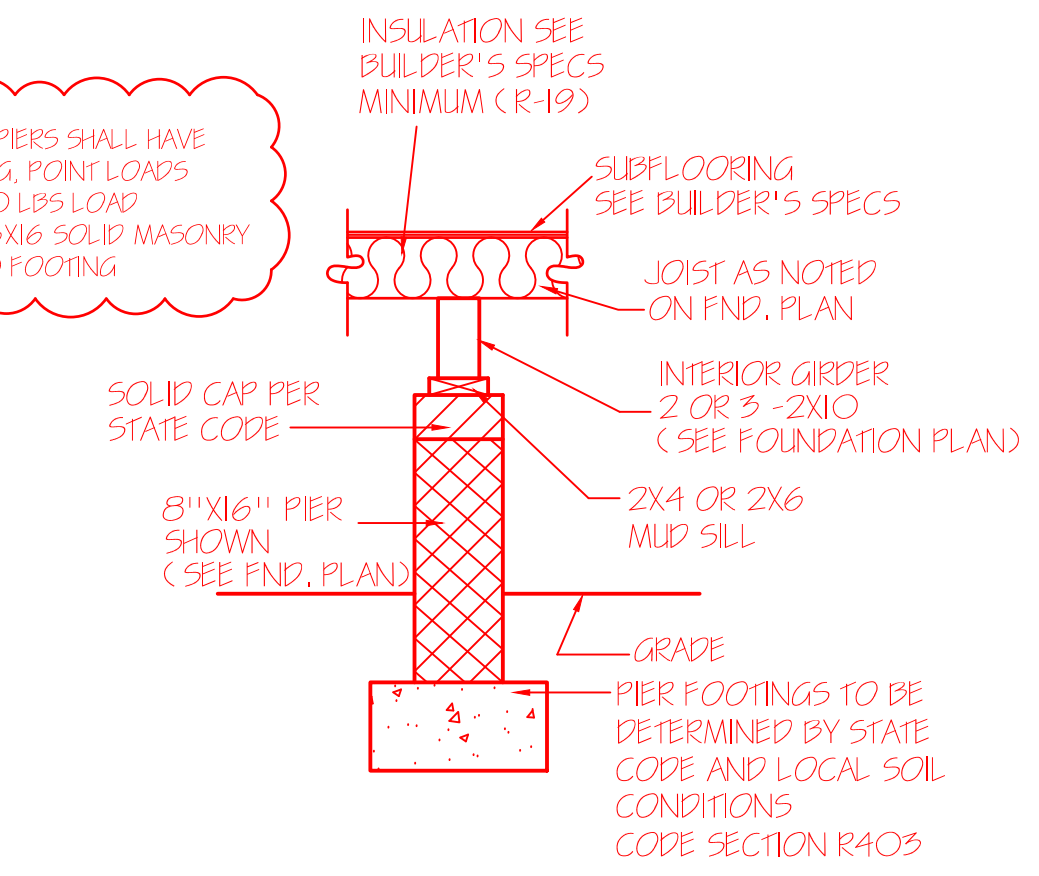 INSULATION SEE
BUILDER'S SPECS
MINIMUM (R-19)
PIERS SHALL HAVE
POINT LOADS
LBS LOAD
SOLID MASONRY
FOOTING
SUBFLOORING
SEE BUILDER'S SPECS
JOIST AS NOTED
ON FND. PLAN
SOLID CAP PER
STATE CODE
INTERIOR GIRDER
2 OR 3 -2X10
(SEE FOUNDATION PLAN)
8"X16" PIER
SHOWN
(SEE FND. PLAN)
2X4 OR 2X6
MUD SILL
GRADE
PIER FOOTINGS TO BE
DETERMINED BY STATE
CODE AND LOCAL SOIL
CONDITIONS
CODE SECTION R403